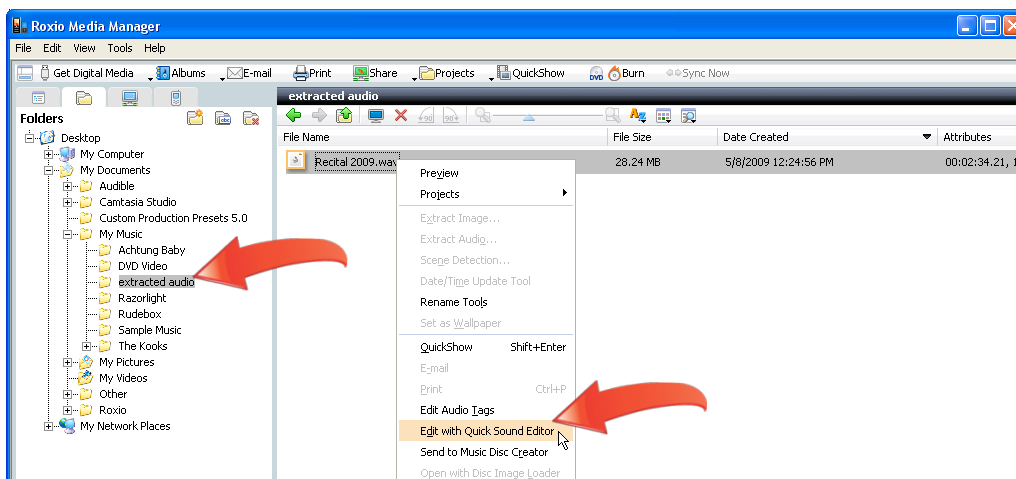 Roxio Media Manager
File Edit View Tools Help
Get Digital Media Albums E-mail Print Share Projects QuickShow DVD Burn Sync Now
extracted audio
Folders
File Name File Size Date Created Attributes
Desktop
My Computer
My Documents
Audible
Camtasia Studio
Custom Production Presets 5.0
My Music
Achtung Baby
DVD Video
extracted audio
Razorlight
Rudebox
Sample Music
The Kooks
My Pictures
My Videos
Other
Roxio
My Network Places
Recital 2009.wav 28.24 MB 5/8/2009 12:24:56 PM 00:02:34.21, 1
Preview
Projects
Extract Image...
Extract Audio...
Scene Detection...
Date/Time Update Tool
Rename Tools
Set as Wallpaper
QuickShow Shift+Enter
E-mail
Print Ctrl+P
Edit Audio Tags
Edit with Quick Sound Editor
Send to Music Disc Creator
Open with Disc Image Loader